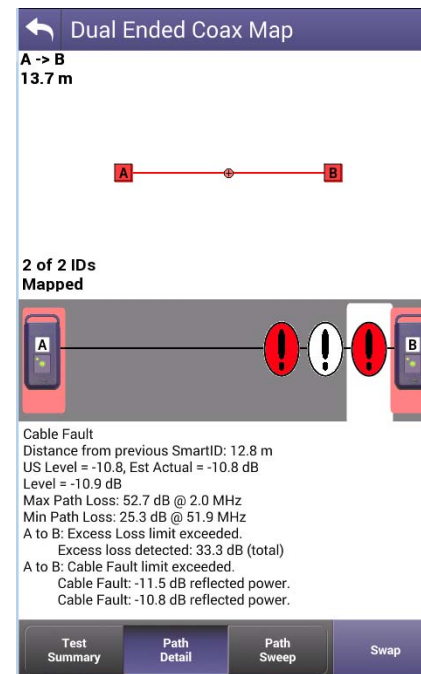 Dual Ended Coax Map
A -> B
13.7 m
A
B
2 of 2 IDs
Mapped
A
B
Cable Fault
Distance from previous SmartID: 12.8 m
US Level = -10.8, Est Actual = -10.8 dB
Level = -10.9 dB
Max Path Loss: 52.7 dB @ 2.0 MHz
Min Path Loss: 25.3 dB @ 51.9 MHz
A to B: Excess Loss limit exceeded.
Excess loss detected: 33.3 dB (total)
A to B: Cable Fault limit exceeded.
Cable Fault: -11.5 dB reflected power.
Cable Fault: -10.8 dB reflected power.
Test Summary
Path Detail
Path Sweep
Swap